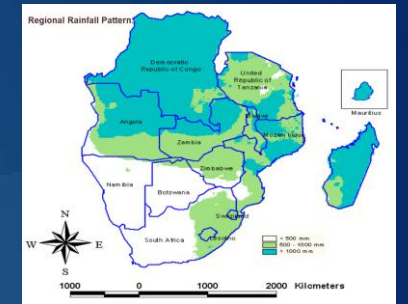 Regional Rainfall Pattern:
Democratic
Republic of Congo
United
Republic of
Tanzania
Mauritius
Angola
Malawi
Mozambique
Zambia
Zimbabwe
Namibia
Botswana
Swaziland
South Africa
Lesotho
N
W E
S
< 500 mm
500 - 1000 mm
> 1000 mm
1000 0 1000 2000 Kilometers